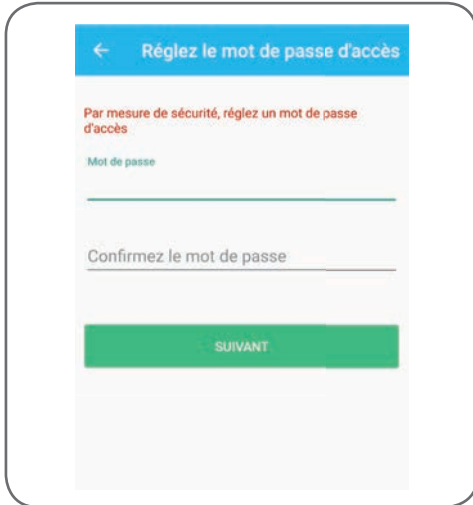 Réglez le mot de passe d'accès
Par mesure de sécurité, réglez un mot de passe
d'accès
Mot de passe
Confirmez le mot de passe
SUIVANT